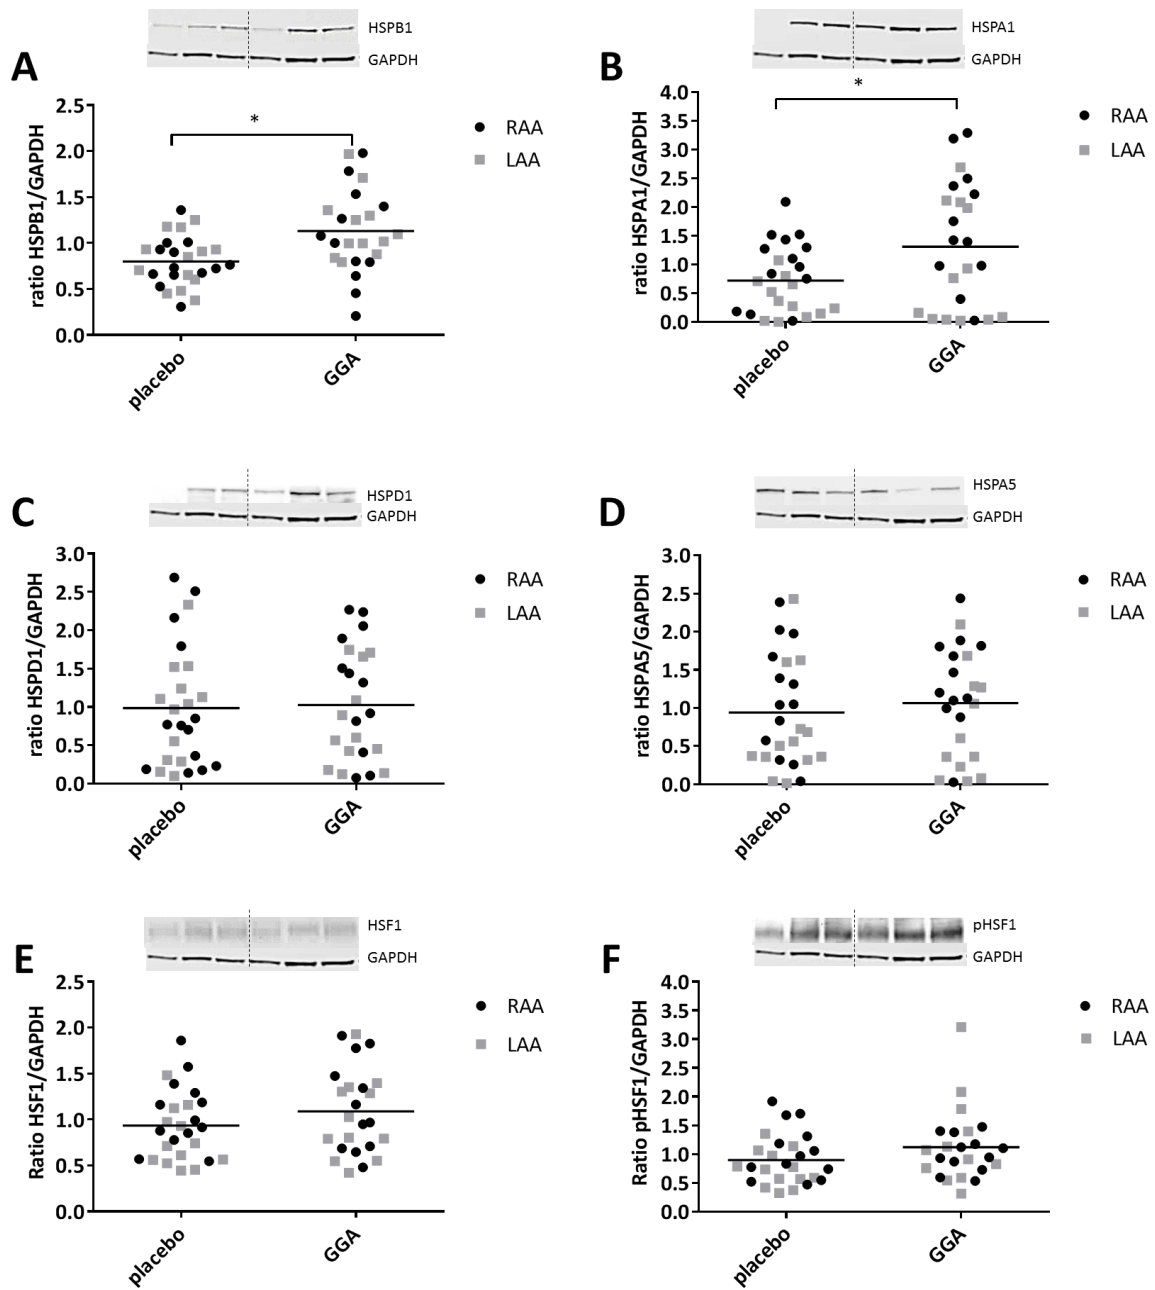 HSPB1
GAPDH
A
2.5
2.0
1.5
1.0
0.5
0.0
ratio HSPB1/GAPDH
*
RAA
LAA
placebo
GGA
HSPA1
GAPDH
B
4.0
3.5
3.0
2.5
2.0
1.5
1.0
0.5
0.0
ratio HSPA1/GAPDH
*
RAA
LAA
placebo
GGA
HSPD1
GAPDH
C
3.0
2.5
2.0
1.5
1.0
0.5
0.0
ratio HSPD1/GAPDH
RAA
LAA
placebo
GGA
HSPA5
GAPDH
D
3.0
2.5
2.0
1.5
1.0
0.5
0.0
ratio HSPA5/GAPDH
RAA
LAA
placebo
GGA
HSF1
GAPDH
E
2.5
2.0
1.5
1.0
0.5
0.0
Ratio HSF1/GAPDH
RAA
LAA
placebo
GGA
pHSF1
GAPDH
F
4.0
3.5
3.0
2.5
2.0
1.5
1.0
0.5
0.0
Ratio pHSF1/GAPDH
RAA
LAA
placebo
GGA